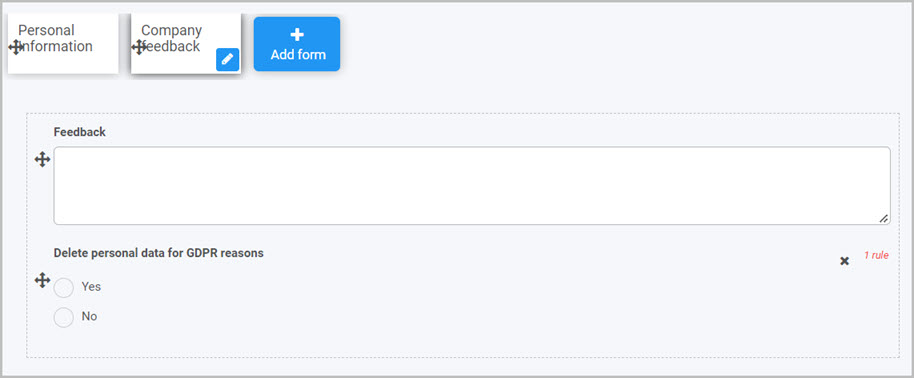 Personal
Information
Company
feedback
Add form
Feedback
Delete personal data for GDPR reasons
1 rule
Yes
No